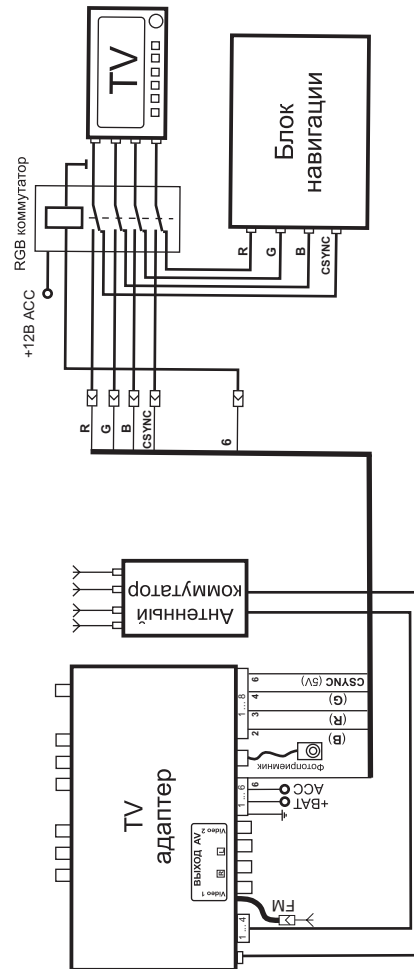 TV
Блок
навигации
RGB коммутатор
+12В АСС
R
G
B
CSYNC
R
G
B
CSYNC
6
Антенный
коммутатор
TV
адаптер
1 ... 8
6
CSYNC (5V)
4
(G)
3
(R)
2
(B)
Фотоприемник
1 ... 6
6
ACC
+BAT
Video 2
ВЫХОД AV
L
R
Video 1
FM
1 ... 4